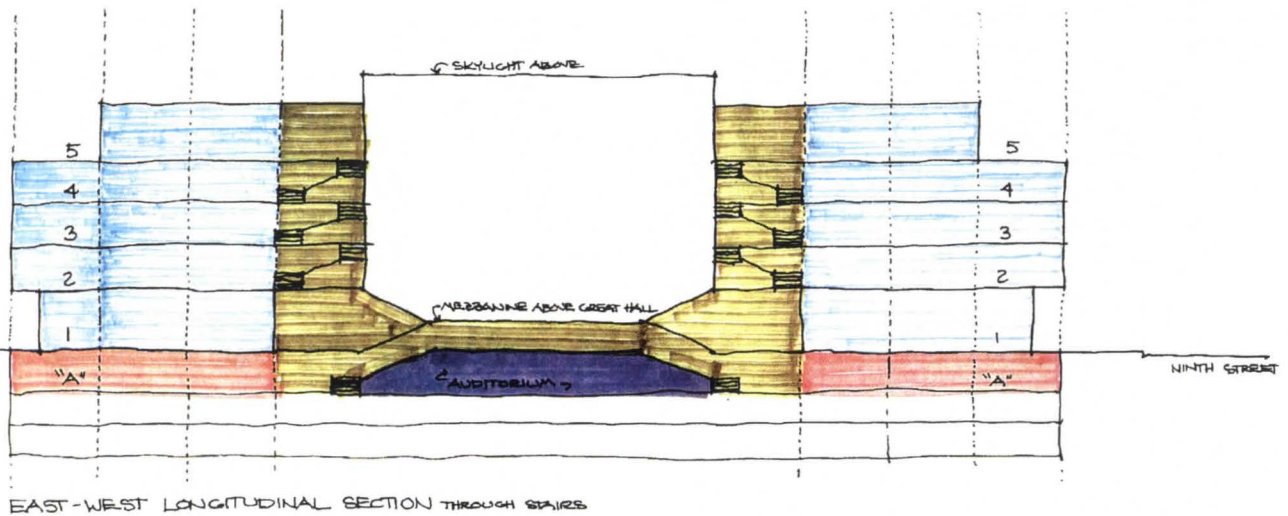 SKYLIGHT ABOVE
5 5
4 4
3 3
2 2
MEZZANINE ABOVE GREAT HALL
1 1
"A" AUDITORIUM "A"
NINTH STREET
EAST-WEST LONGITUDINAL SECTION THROUGH STAIRS